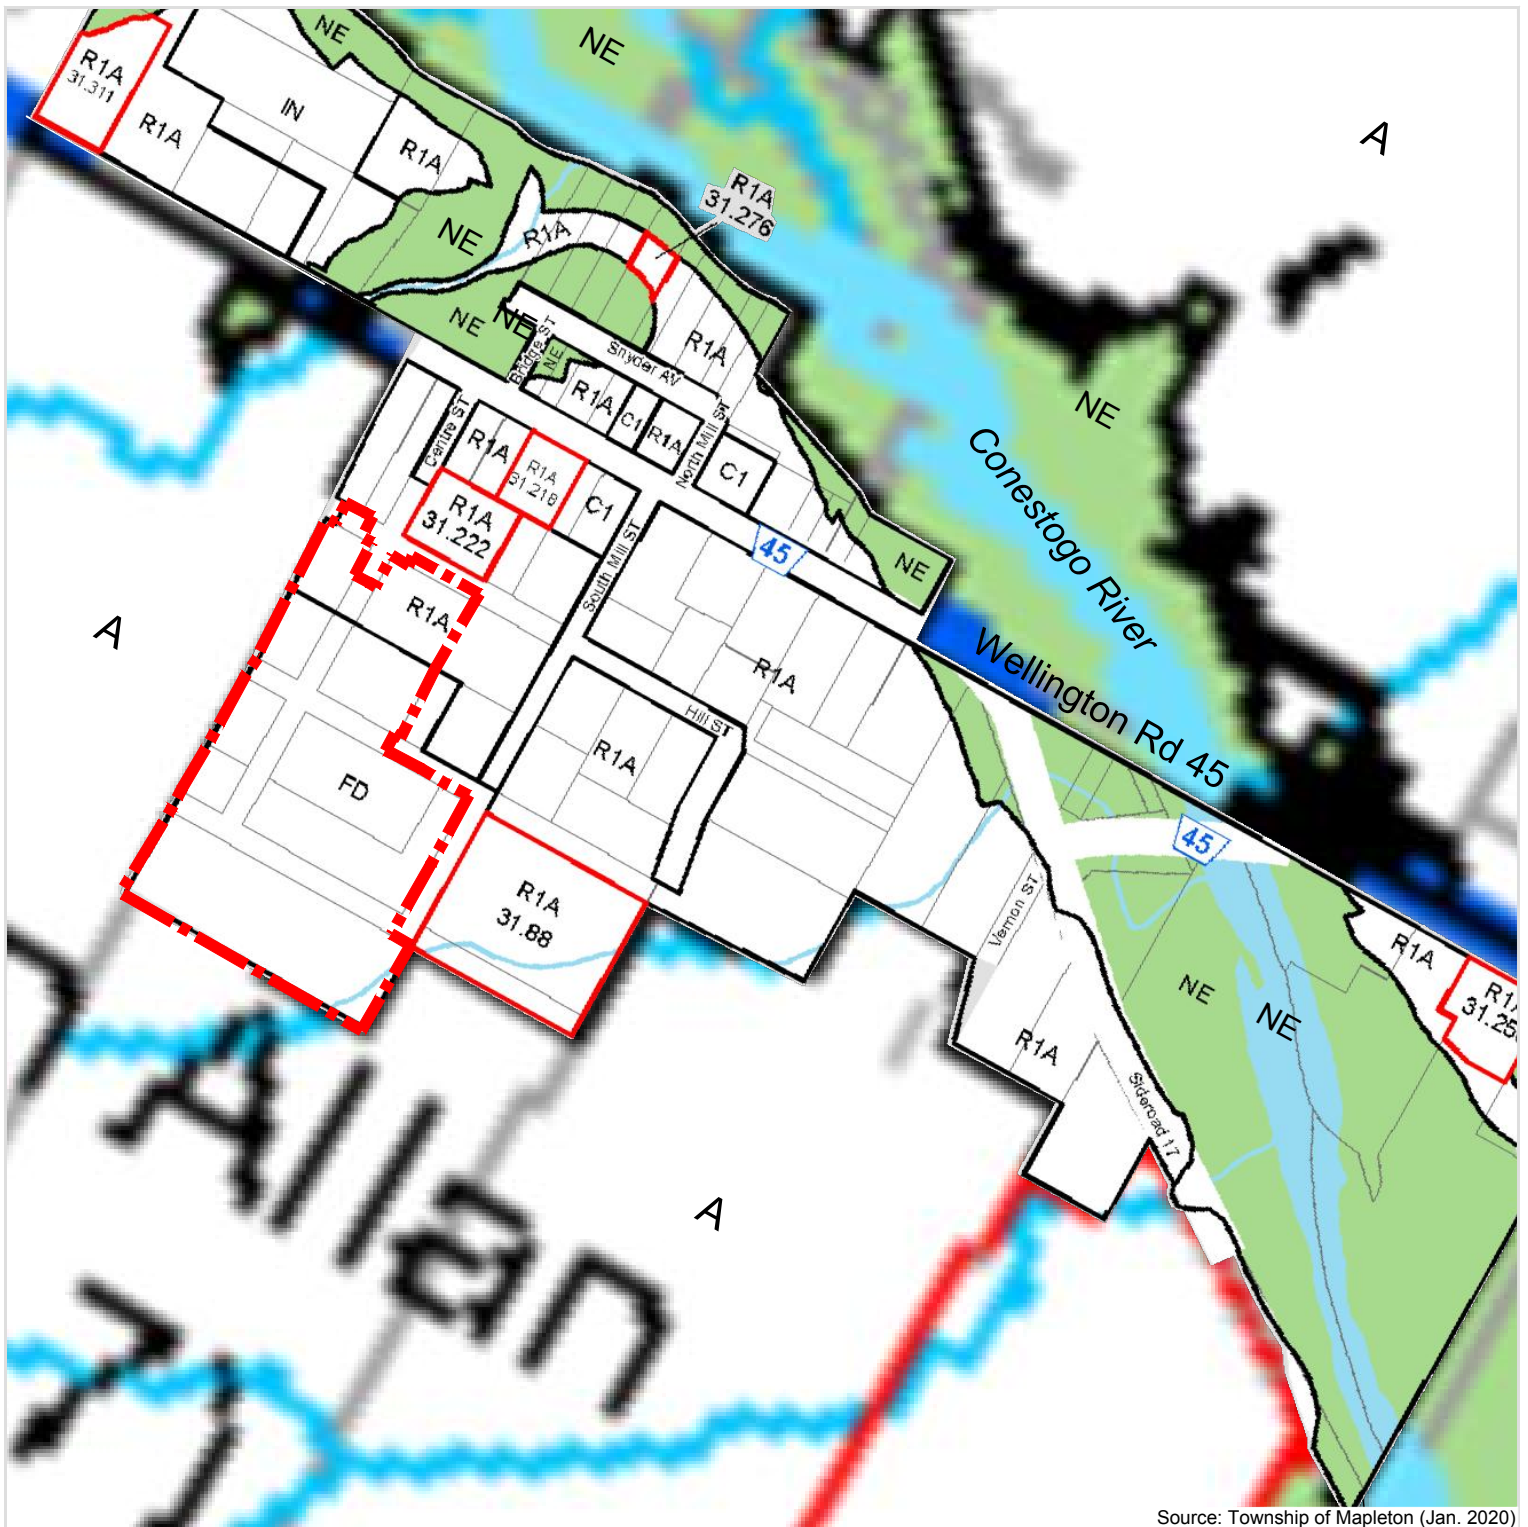 NE
NE
R1A
31.311
R1A
IN
R1A
A
R1A
31.276
NE
R1A
NE
NE
R1A
Bridge ST
NE
Snyder AV
R1A
C1
R1A
North Mill ST
C1
NE
Centre ST
R1A
R1A
31.218
C1
R1A
31.222
South Mill ST
45
NE
Conestogo River
A
R1A
R1A
Wellington Rd 45
Hill ST
R1A
FD
45
R1A
31.88
Vernon ST
R1A
NE
NE
R1A
Sideroad 17
Allan
A
Source: Township of Mapleton (Jan. 2020)